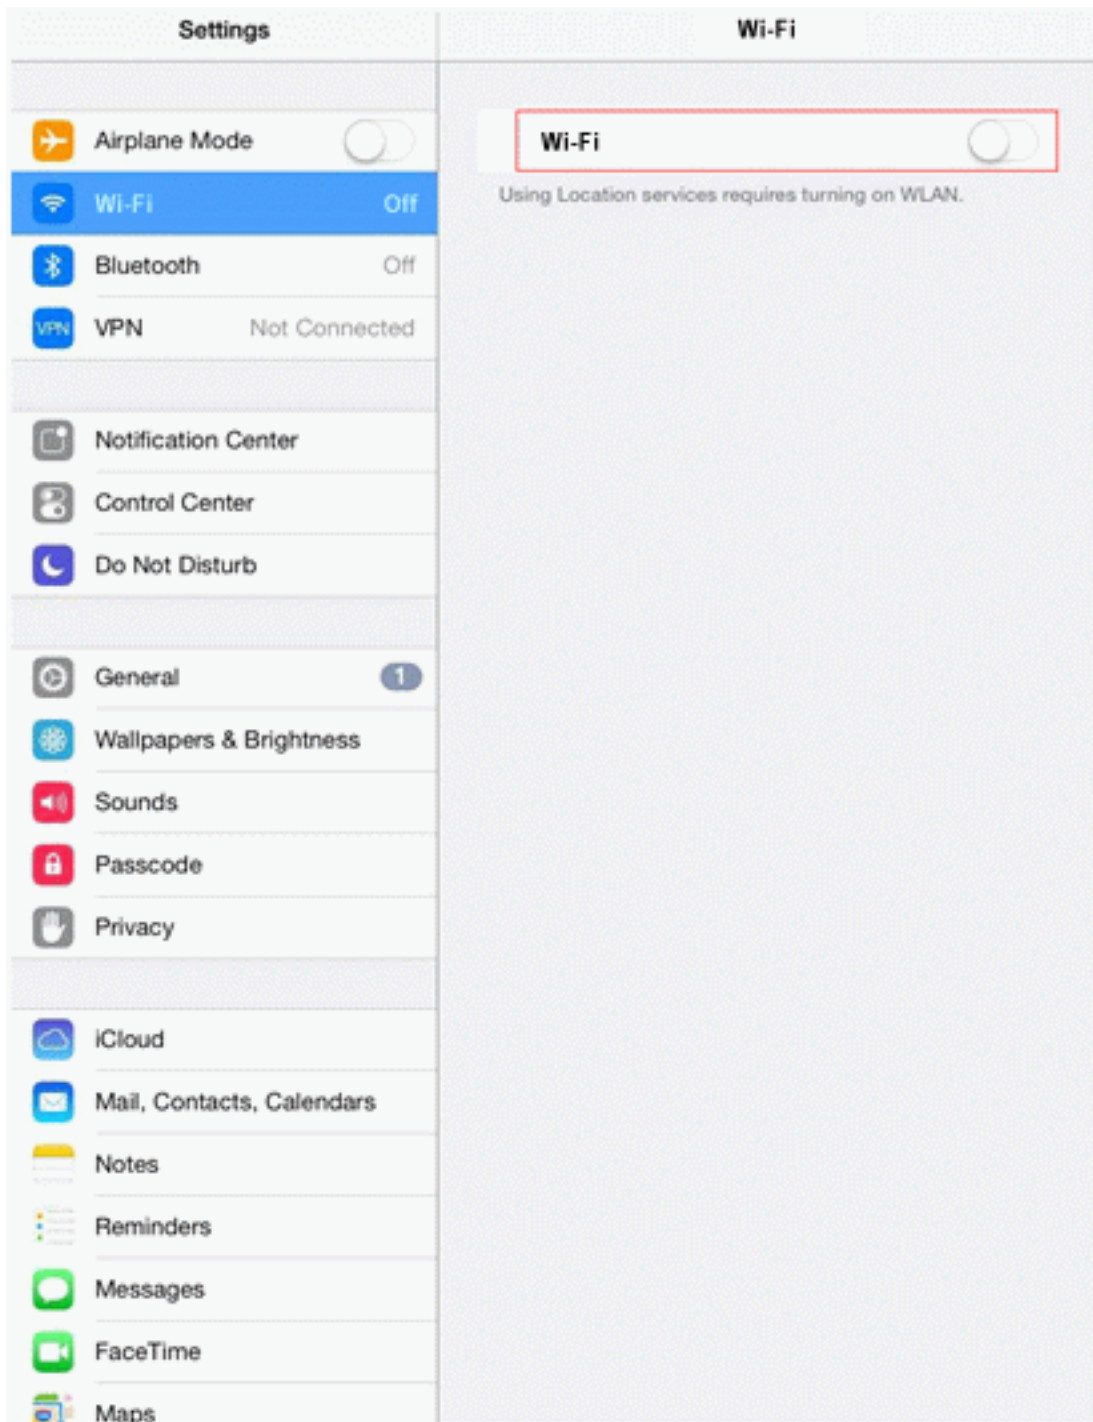 Settings
Airplane Mode
Wi-Fi Off
Bluetooth Off
VPN VPN Not Connected
Notification Center
Control Center
Do Not Disturb
General 1
Wallpapers & Brightness
Sounds
Passcode
Privacy
iCloud
Mail, Contacts, Calendars
Notes
Reminders
Messages
FaceTime
Maps
Wi-Fi
Wi-Fi
Using Location services requires turning on WLAN.